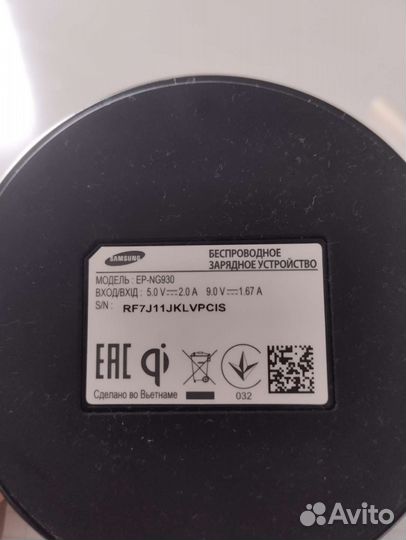 SAMSUNG
БЕСПРОВОДНОЕ
ЗАРЯДНОЕ УСТРОЙСТВО
МОДЕЛЬ : EP-NG930
ВХОД/ВХІД : 5.0 V⎓2.0 A 9.0 V⎓1.67 A
S/N : RF7J11JKLVPCIS
EAC qi
032
Сделано во Вьетнаме
Avito